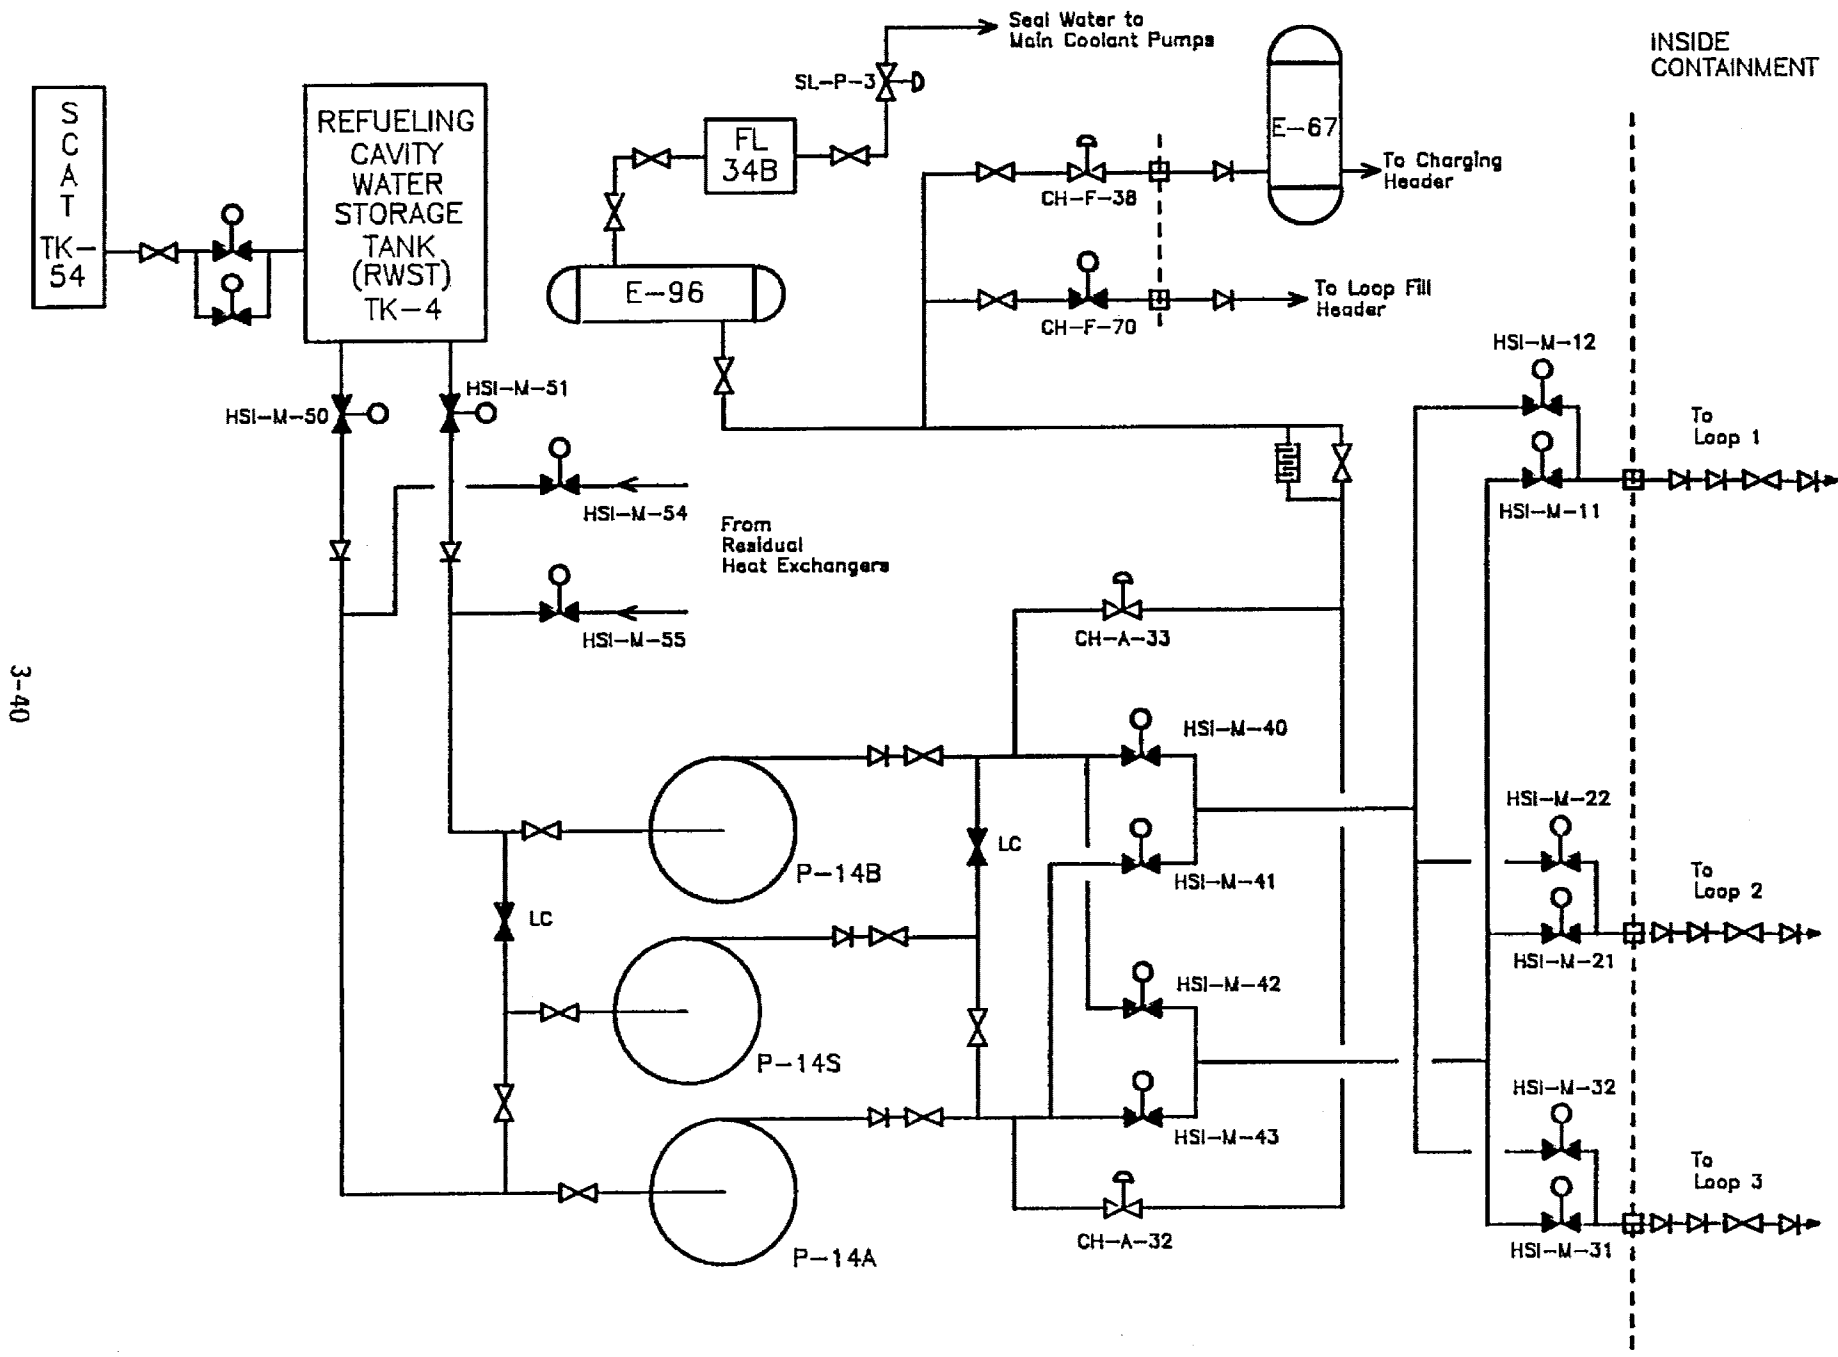 Seal Water to
Main Coolant Pumps
INSIDE
CONTAINMENT
SL-P-3
S
C
A
T
TK-
54
REFUELING
CAVITY
WATER
STORAGE
TANK
(RWST)
TK-4
FL
34B
E-67
To Charging
Header
CH-F-38
E-96
To Loop Fill
Header
CH-F-70
HSI-M-12
HSI-M-50
HSI-M-51
To
Loop 1
HSI-M-54
HSI-M-11
From
Residual
Heat Exchangers
HSI-M-55
CH-A-33
3-40
HSI-M-40
HSI-M-22
LC
P-14B
HSI-M-41
To
Loop 2
LC
HSI-M-21
HSI-M-42
P-14S
HSI-M-32
HSI-M-43
To
Loop 3
CH-A-32
HSI-M-31
P-14A